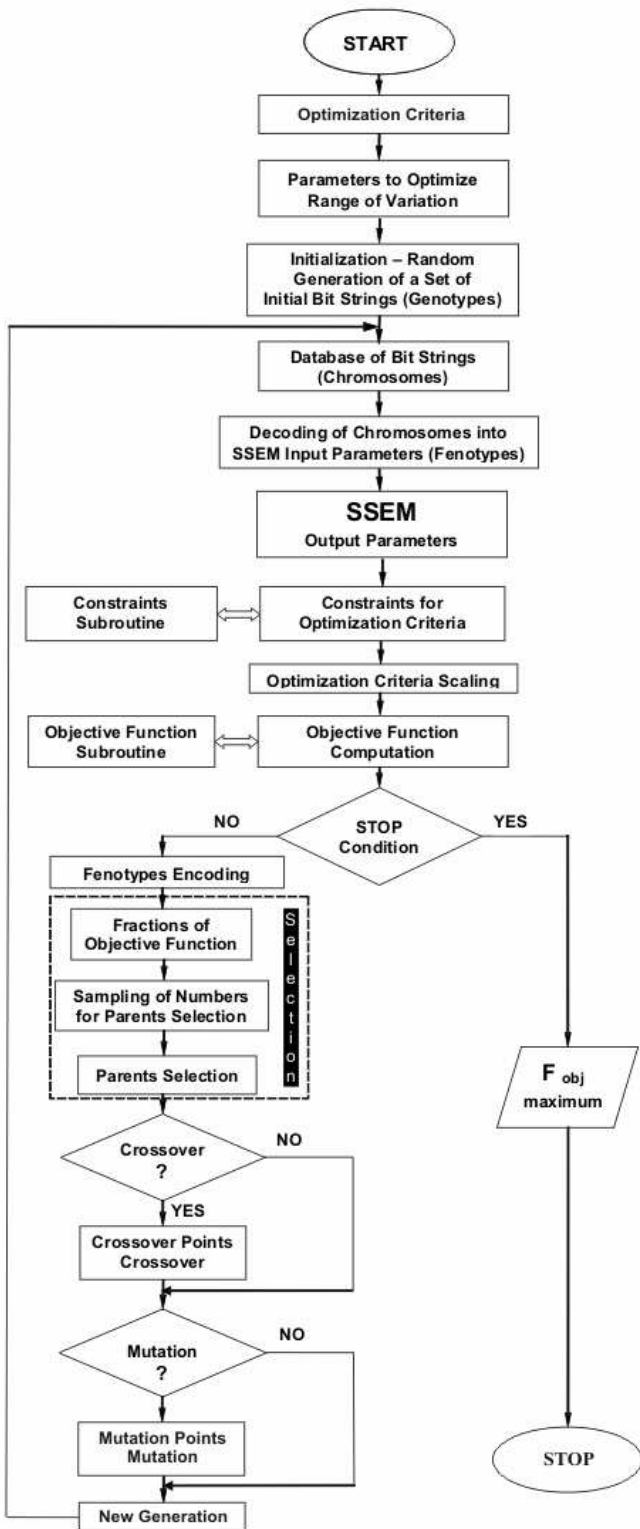 START
Optimization Criteria
Parameters to Optimize
Range of Variation
Initialization – Random
Generation of a Set of
Initial Bit Strings (Genotypes)
Database of Bit Strings
(Chromosomes)
Decoding of Chromosomes into
SSEM Input Parameters (Fenotypes)
SSEM
Output Parameters
Constraints
Subroutine
Constraints for
Optimization Criteria
Optimization Criteria Scaling
Objective Function
Subroutine
Objective Function
Computation
STOP
Condition
NO
YES
Fenotypes Encoding
Fractions of
Objective Function
Sampling of Numbers
for Parents Selection
Parents Selection
Selection
F obj
maximum
Crossover
?
NO
YES
Crossover Points
Crossover
Mutation
?
NO
Mutation Points
Mutation
New Generation
STOP